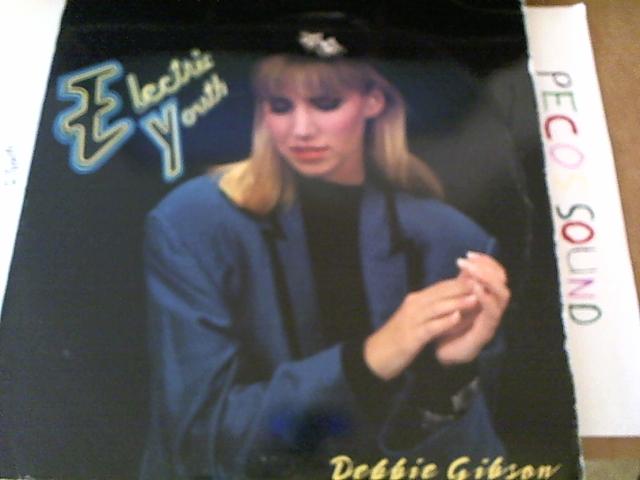 Electric
Youth
PECOS SOUND
Debbie Gibson